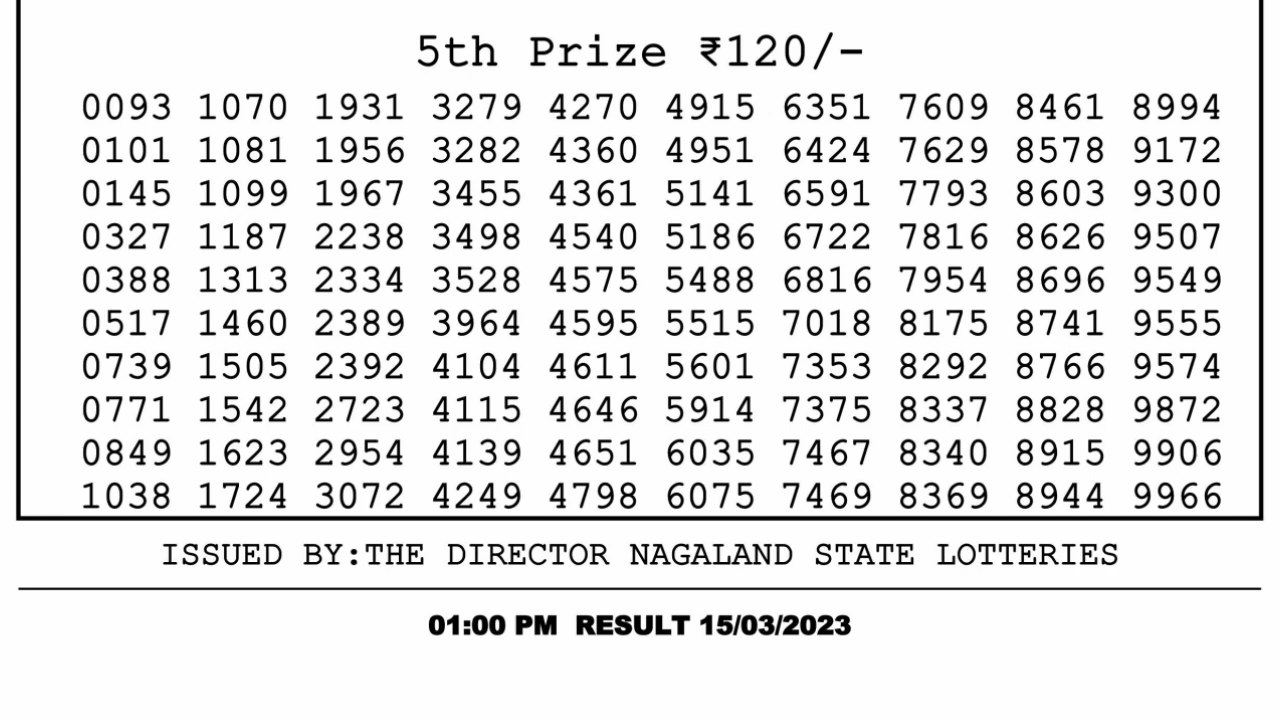 5th Prize ₹120/-
0093 1070 1931 3279 4270 4915 6351 7609 8461 8994
0101 1081 1956 3282 4360 4951 6424 7629 8578 9172
0145 1099 1967 3455 4361 5141 6591 7793 8603 9300
0327 1187 2238 3498 4540 5186 6722 7816 8626 9507
0388 1313 2334 3528 4575 5488 6816 7954 8696 9549
0517 1460 2389 3964 4595 5515 7018 8175 8741 9555
0739 1505 2392 4104 4611 5601 7353 8292 8766 9574
0771 1542 2723 4115 4646 5914 7375 8337 8828 9872
0849 1623 2954 4139 4651 6035 7467 8340 8915 9906
1038 1724 3072 4249 4798 6075 7469 8369 8944 9966
ISSUED BY:THE DIRECTOR NAGALAND STATE LOTTERIES
01:00 PM RESULT 15/03/2023